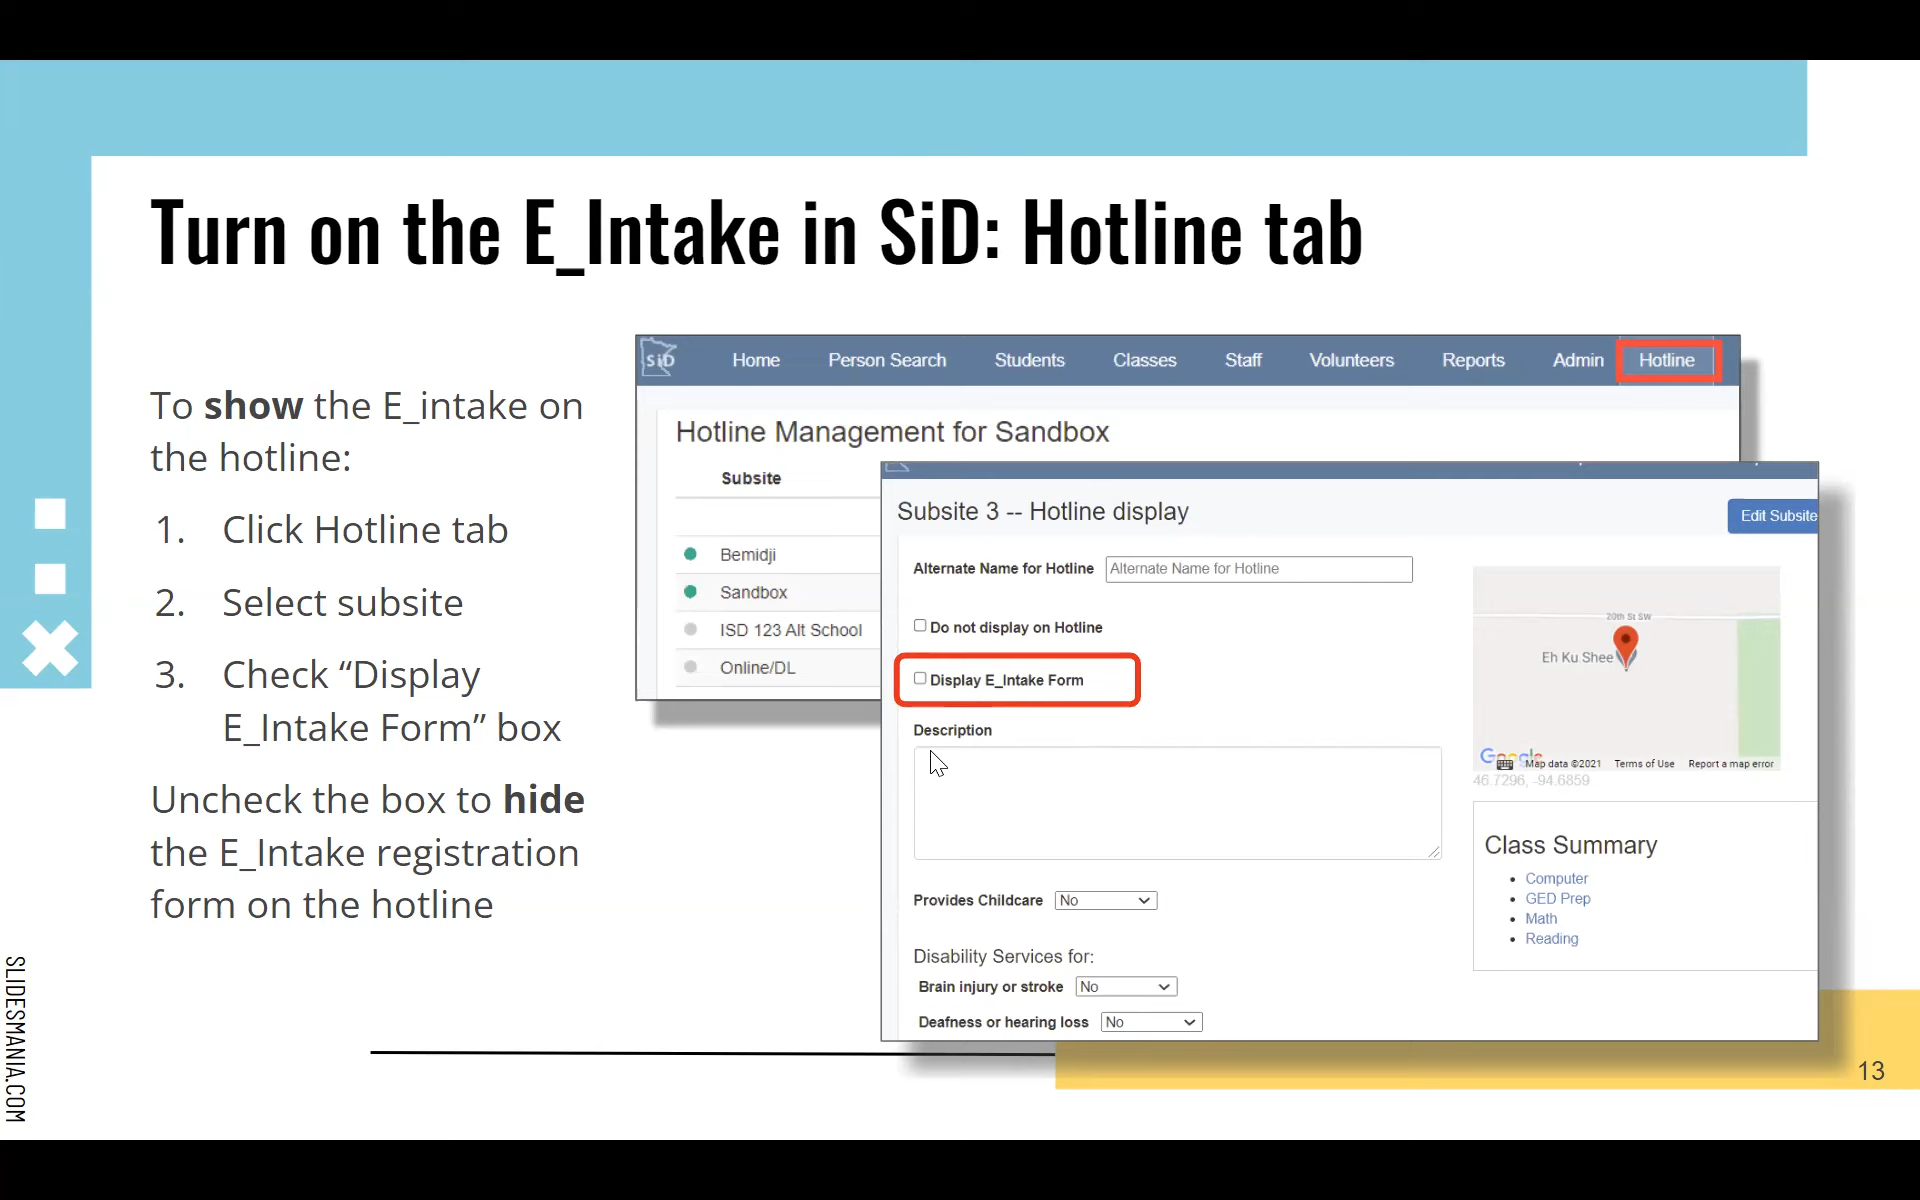 Turn on the E_Intake in SiD: Hotline tab
To show the E_intake on
the hotline:
1. Click Hotline tab
2. Select subsite
3. Check “Display
E_Intake Form” box
Uncheck the box to hide
the E_Intake registration
form on the hotline
SiD Home Person Search Students Classes Staff Volunteers Reports Admin Hotline
Hotline Management for Sandbox
Subsite
Bemidji
Sandbox
ISD 123 Alt School
Online/DL
Subsite 3 -- Hotline display
Edit Subsite
Alternate Name for Hotline Alternate Name for Hotline
Do not display on Hotline
Display E_Intake Form
Description
Provides Childcare No
Disability Services for:
Brain injury or stroke No
Deafness or hearing loss No
20th St SW
Eh Ku Shee
Google
Map data ©2021 Terms of Use Report a map error
46.7296, -94.6859
Class Summary
• Computer
• GED Prep
• Math
• Reading
SLIDESMANIA.COM
13